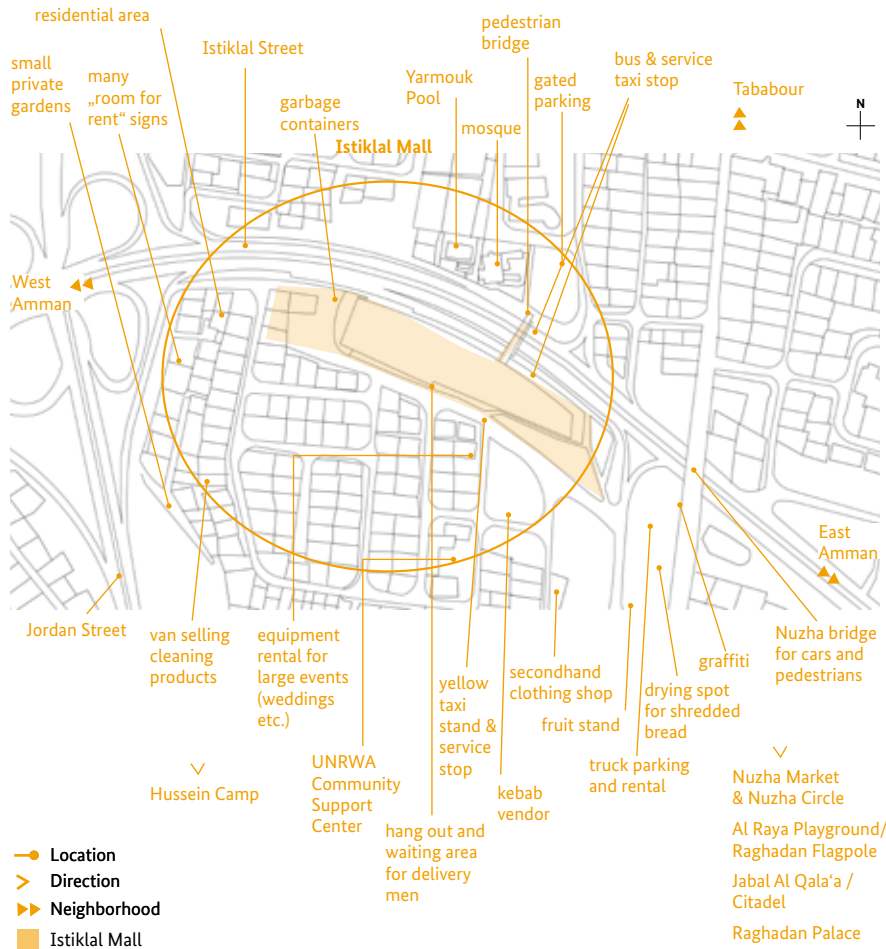 residential area
Istiklal Street
pedestrian
bridge
bus & service
taxi stop
small
private
gardens
many
„room for
rent“ signs
garbage
containers
Yarmouk
Pool
gated
parking
Tababour
N
mosque
Istiklal Mall
West
Amman
East
Amman
Jordan Street
van selling
cleaning
products
equipment
rental for
large events
(weddings
etc.)
yellow
taxi
stand &
service
stop
secondhand
clothing shop
fruit stand
drying spot
for shredded
bread
graffiti
Nuzha bridge
for cars and
pedestrians
Hussein Camp
UNRWA
Community
Support
Center
hang out and
waiting area
for delivery
men
kebab
vendor
truck parking
and rental
Nuzha Market
& Nuzha Circle
Al Raya Playground/
Raghadan Flagpole
Jabal Al Qala‘a /
Citadel
Raghadan Palace
Location
Direction
Neighborhood
Istiklal Mall